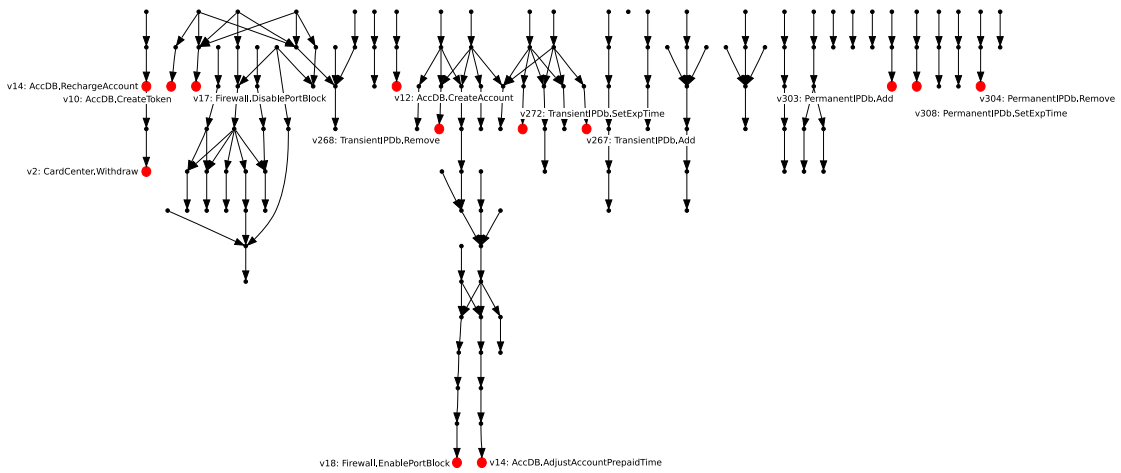 v14: AccDB,RechargeAccount
v10: AccDB,CreateToken
v17: Firewall,DisablePortBlock
v12: AccDB,CreateAccount
v303: PermanentIPDb,Add
v304: PermanentIPDb,Remove
v272: TransientIPDb,SetExpTime
v308: PermanentIPDb,SetExpTime
v268: TransientIPDb,Remove
v267: TransientIPDb,Add
v2: CardCenter,Withdraw
v18: Firewall,EnablePortBlock
v14: AccDB,AdjustAccountPrepaidTime